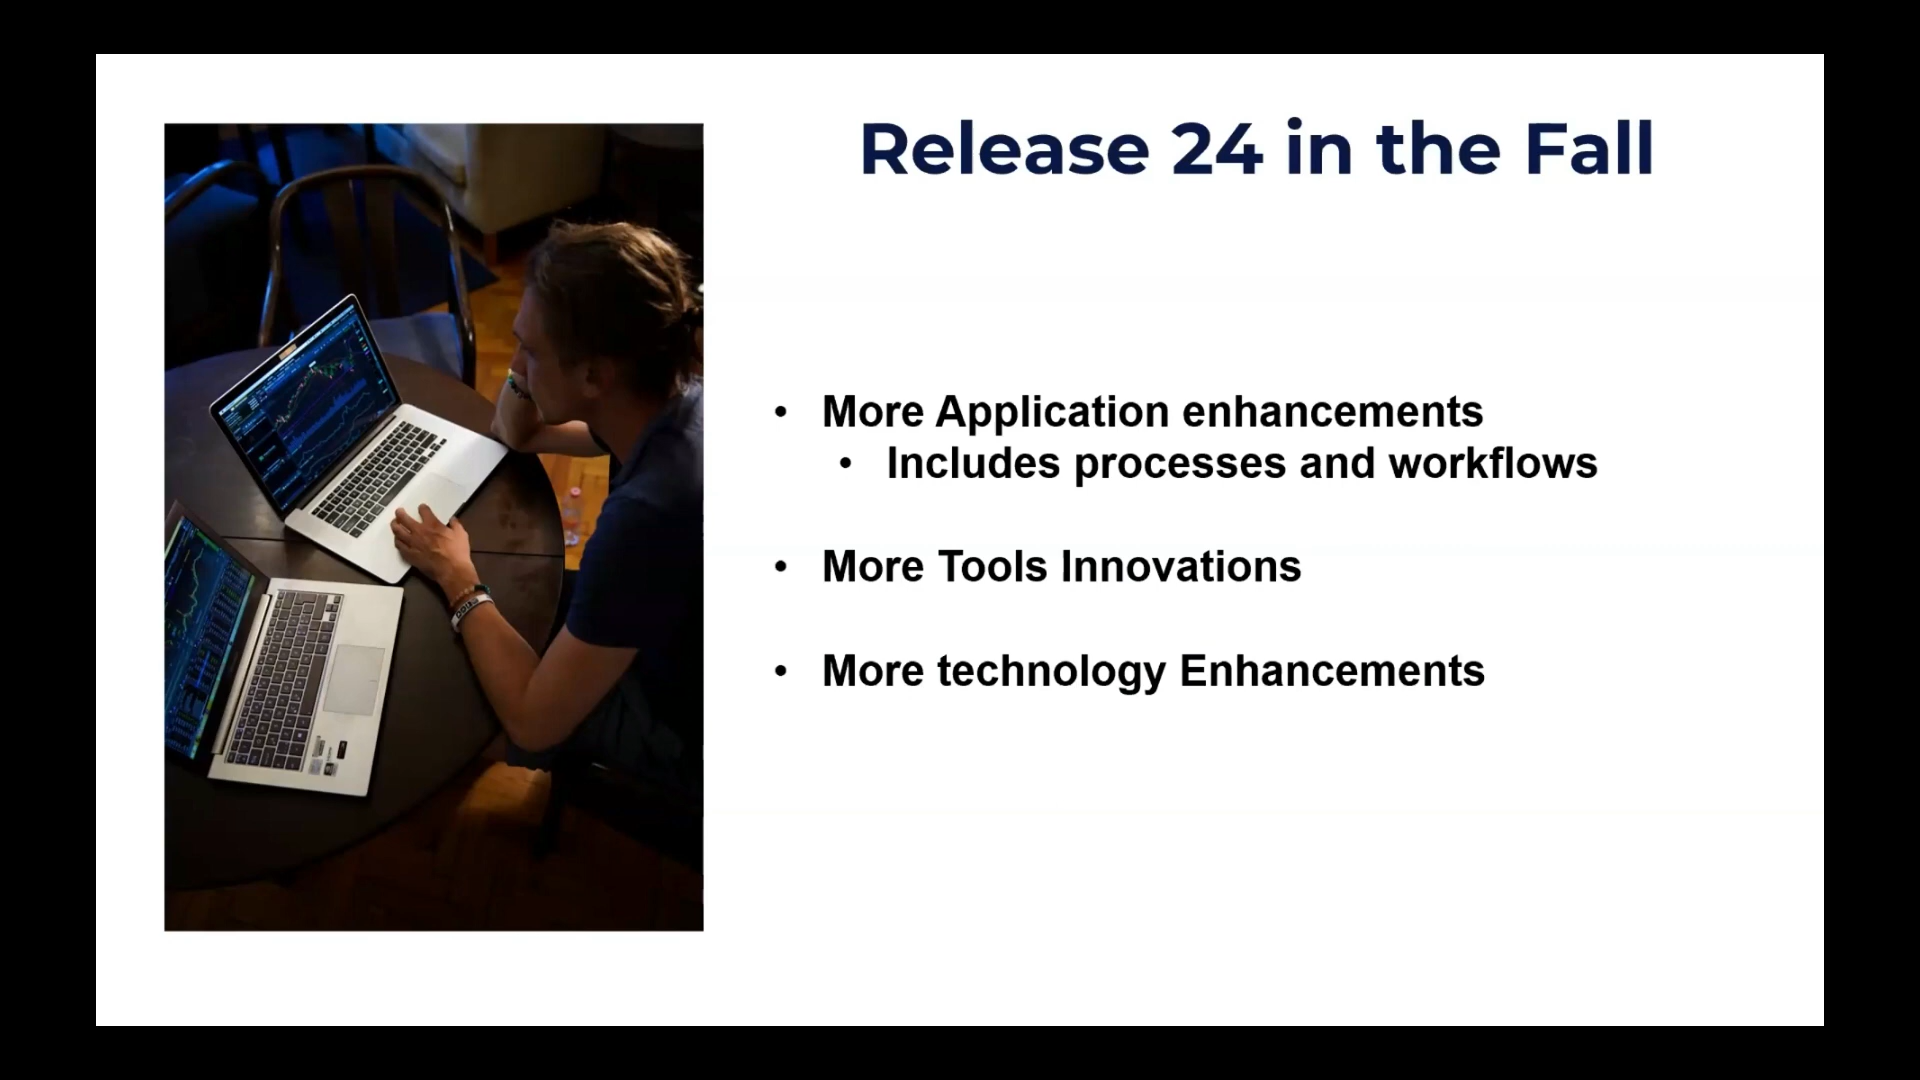 Release 24 in the Fall
• More Application enhancements
• Includes processes and workflows
• More Tools Innovations
• More technology Enhancements